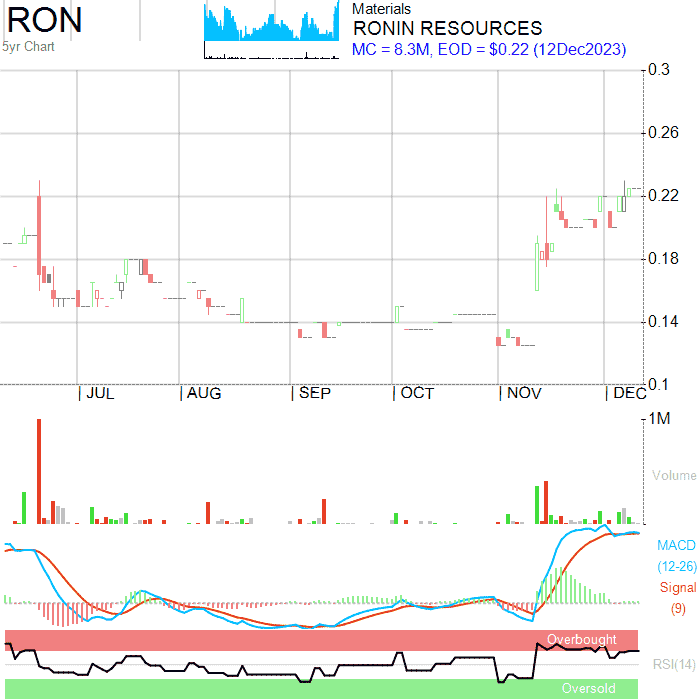 RON
5yr Chart
Materials
RONIN RESOURCES
MC = 8.3M, EOD = $0.22 (12Dec2023)
0.3
0.26
0.22
0.18
0.14
0.1
JUL AUG SEP OCT NOV DEC
1M
Volume
MACD
(12-26)
Signal
(9)
Overbought
RSI(14)
Oversold